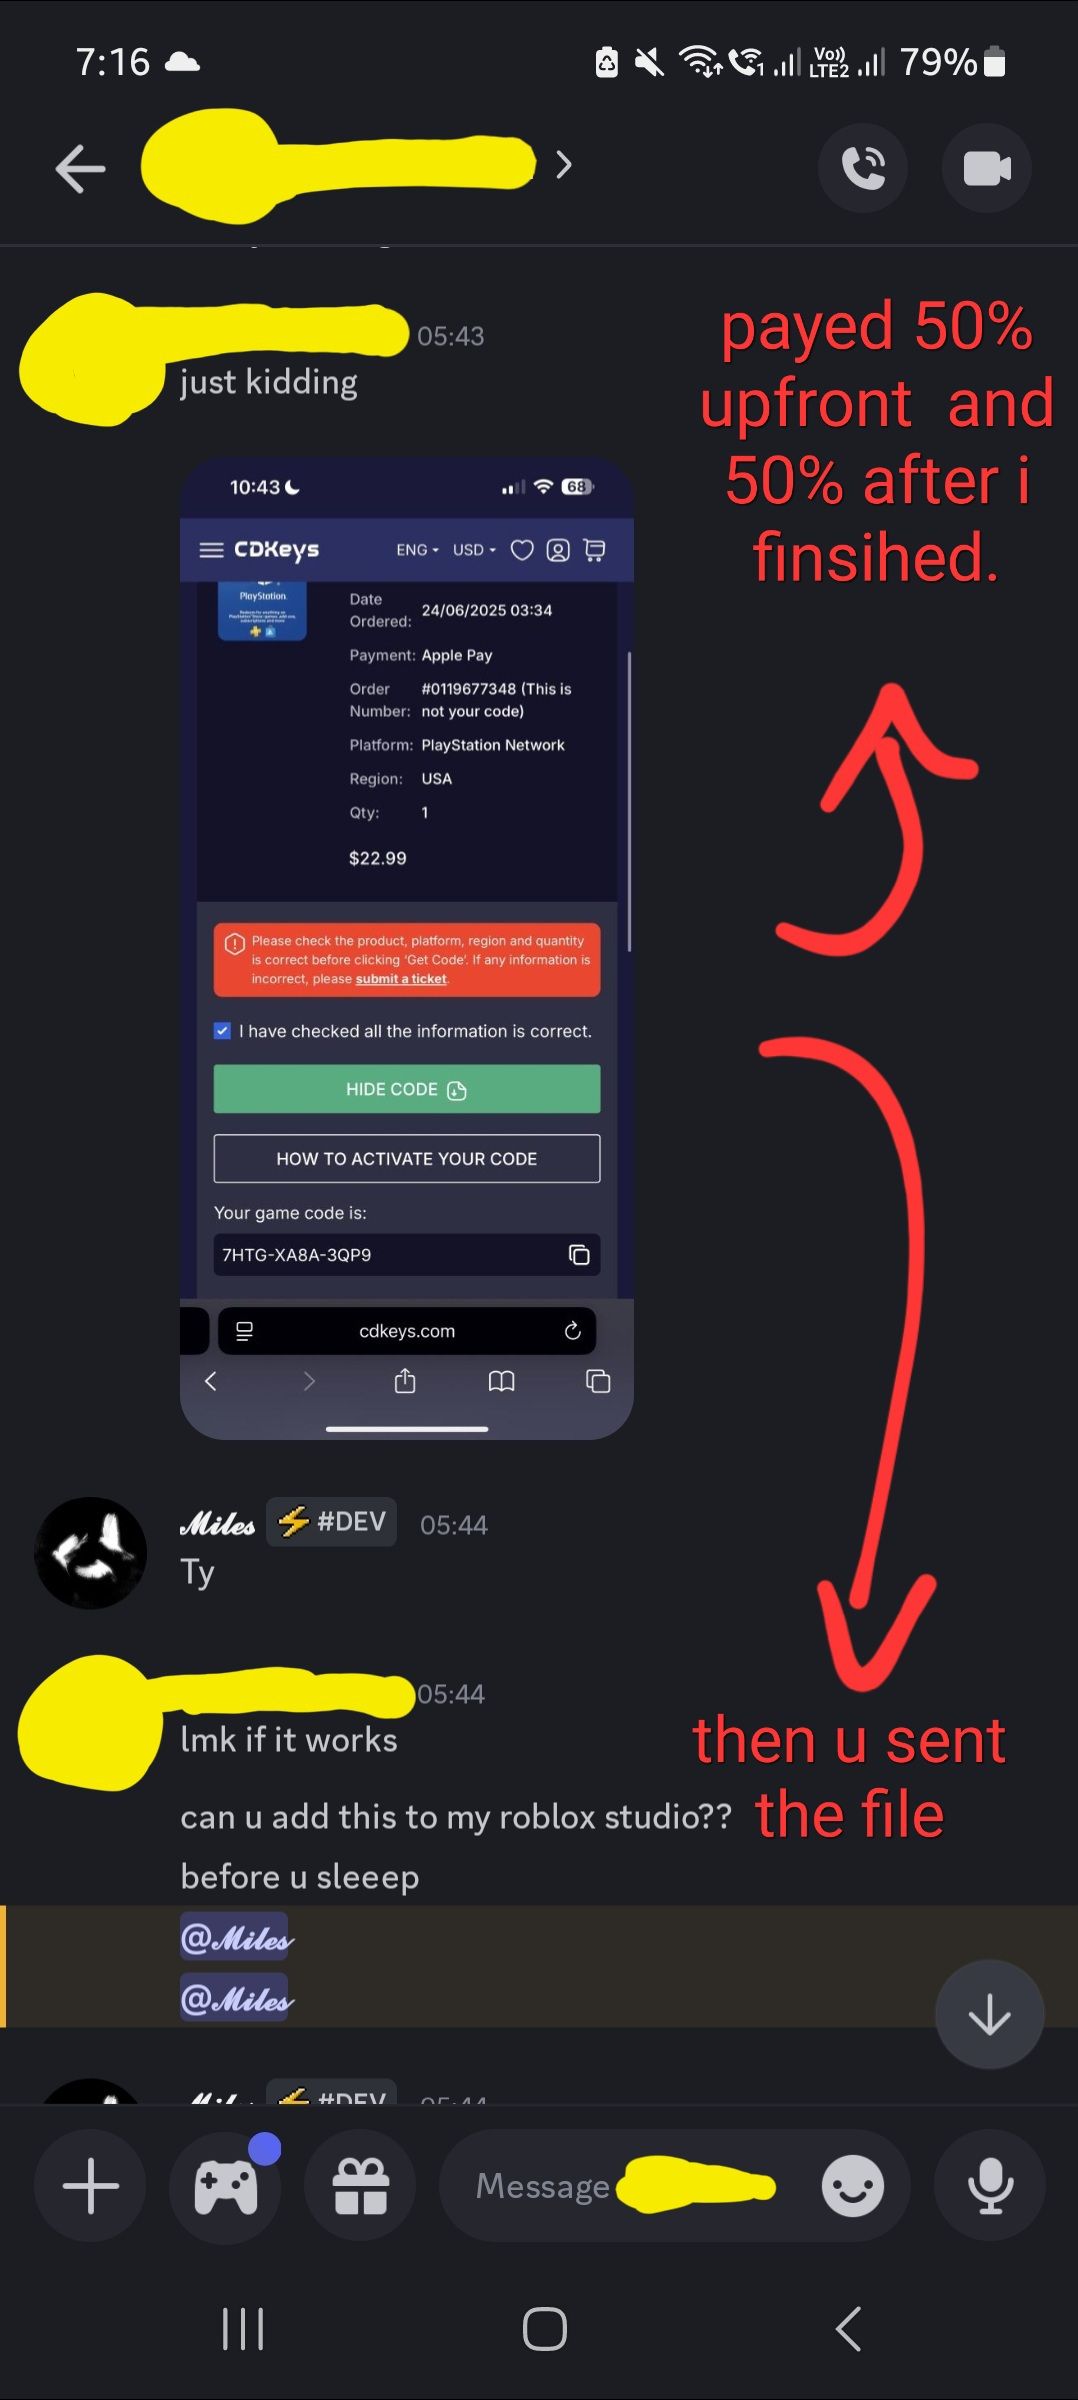 7:16
Vo))
LTE2
1
79%
05:43
just kidding
payed 50%
upfront  and
50% after i
finsihed.
10:43
68
CDKeys
ENG
USD
PlayStation
Date
Ordered:
24/06/2025 03:34
Payment: Apple Pay
Order
Number:
#0119677348 (This is
not your code)
Platform: PlayStation Network
Region: USA
Qty: 1
$22.99
Please check the product, platform, region and quantity
is correct before clicking 'Get Code'. If any information is
incorrect, please submit a ticket.
I have checked all the information is correct.
HIDE CODE
HOW TO ACTIVATE YOUR CODE
Your game code is:
7HTG-XA8A-3QP9
cdkeys.com
Miles #DEV 05:44
Ty
05:44
lmk if it works
then u sent
the file
can u add this to my roblox studio??
before u sleeep
@Miles
@Miles
Miles #DEV 05:44
Message